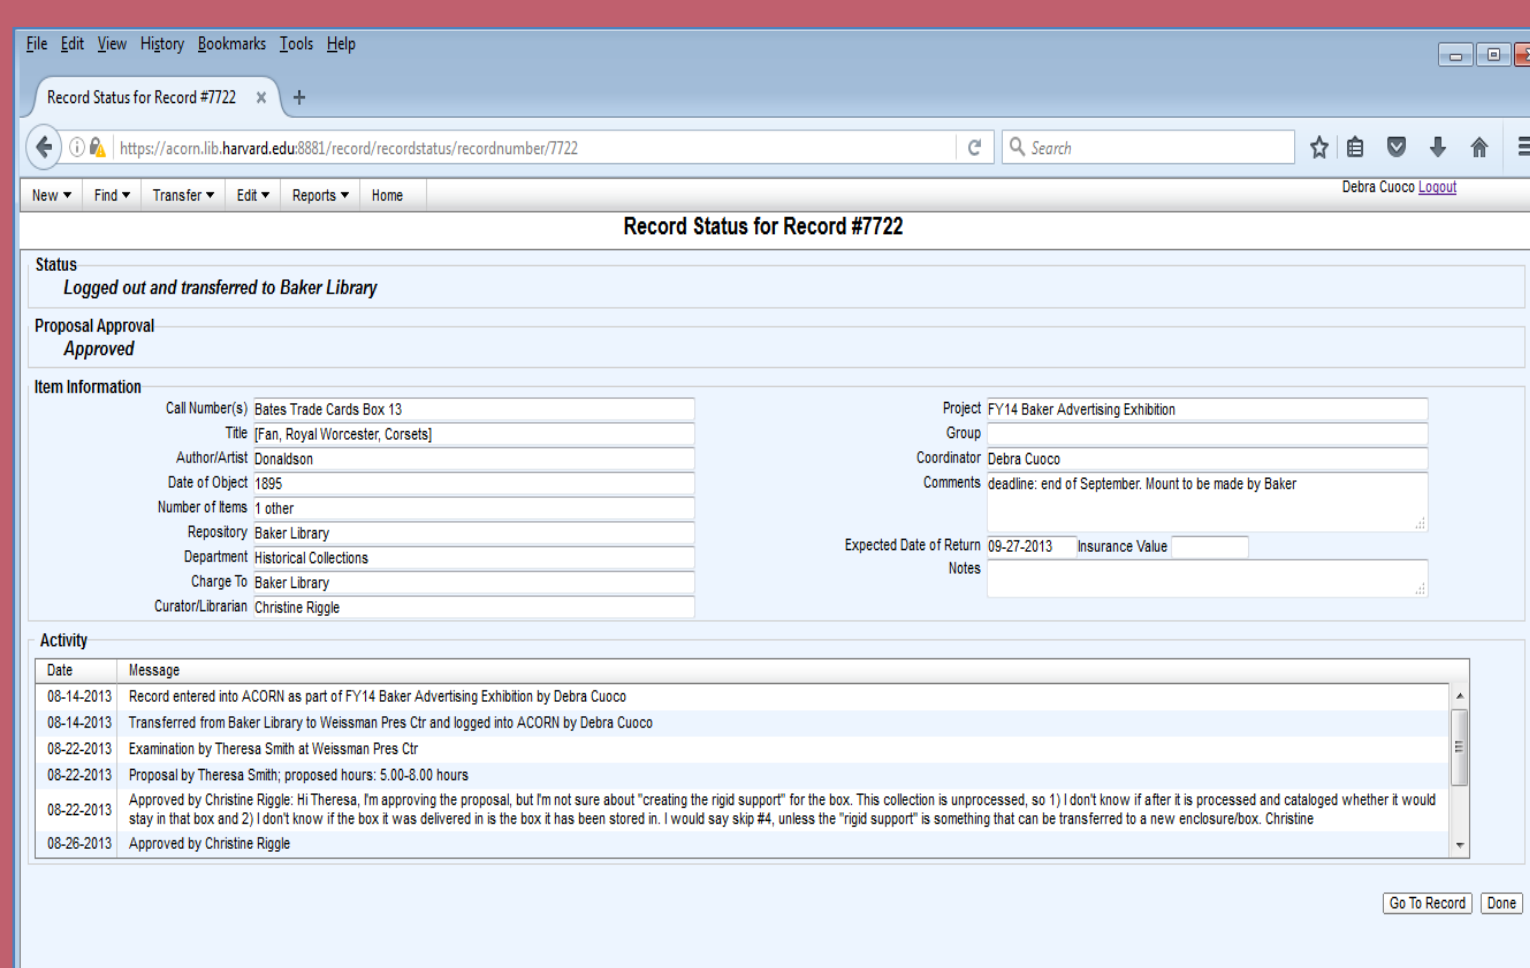 File Edit View History Bookmarks Tools Help
Record Status for Record #7722
https://acorn.lib.harvard.edu:8881/record/recordstatus/recordnumber/7722
Search
New Find Transfer Edit Reports Home
Debra Cuoco Logout
Record Status for Record #7722
Status
Logged out and transferred to Baker Library
Proposal Approval
Approved
Item Information
Call Number(s) Bates Trade Cards Box 13
Title [Fan, Royal Worcester, Corsets]
Author/Artist Donaldson
Date of Object 1895
Number of Items 1 other
Repository Baker Library
Department Historical Collections
Charge To Baker Library
Curator/Librarian Christine Riggle
Project FY14 Baker Advertising Exhibition
Group
Coordinator Debra Cuoco
Comments deadline: end of September. Mount to be made by Baker
Expected Date of Return 09-27-2013 Insurance Value
Notes
Activity
Date Message
08-14-2013 Record entered into ACORN as part of FY14 Baker Advertising Exhibition by Debra Cuoco
08-14-2013 Transferred from Baker Library to Weissman Pres Ctr and logged into ACORN by Debra Cuoco
08-22-2013 Examination by Theresa Smith at Weissman Pres Ctr
08-22-2013 Proposal by Theresa Smith; proposed hours: 5.00-8.00 hours
08-22-2013 Approved by Christine Riggle: Hi Theresa, I'm approving the proposal, but I'm not sure about "creating the rigid support" for the box. This collection is unprocessed, so 1) I don't know if after it is processed and cataloged whether it would
stay in that box and 2) I don't know if the box it was delivered in is the box it has been stored in. I would say skip #4, unless the "rigid support" is something that can be transferred to a new enclosure/box. Christine
08-26-2013 Approved by Christine Riggle
Go To Record Done